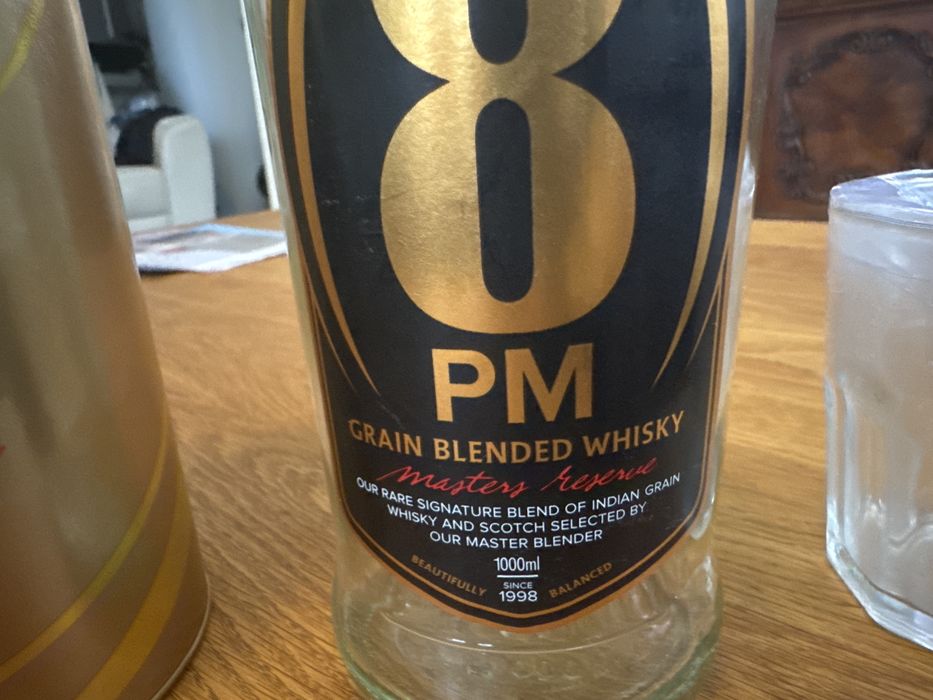 8
PM
GRAIN BLENDED WHISKY
Masters Reserve
OUR RARE SIGNATURE BLEND OF INDIAN GRAIN
WHISKY AND SCOTCH SELECTED BY
OUR MASTER BLENDER
1000ml
BEAUTIFULLY SINCE BALANCED
1998